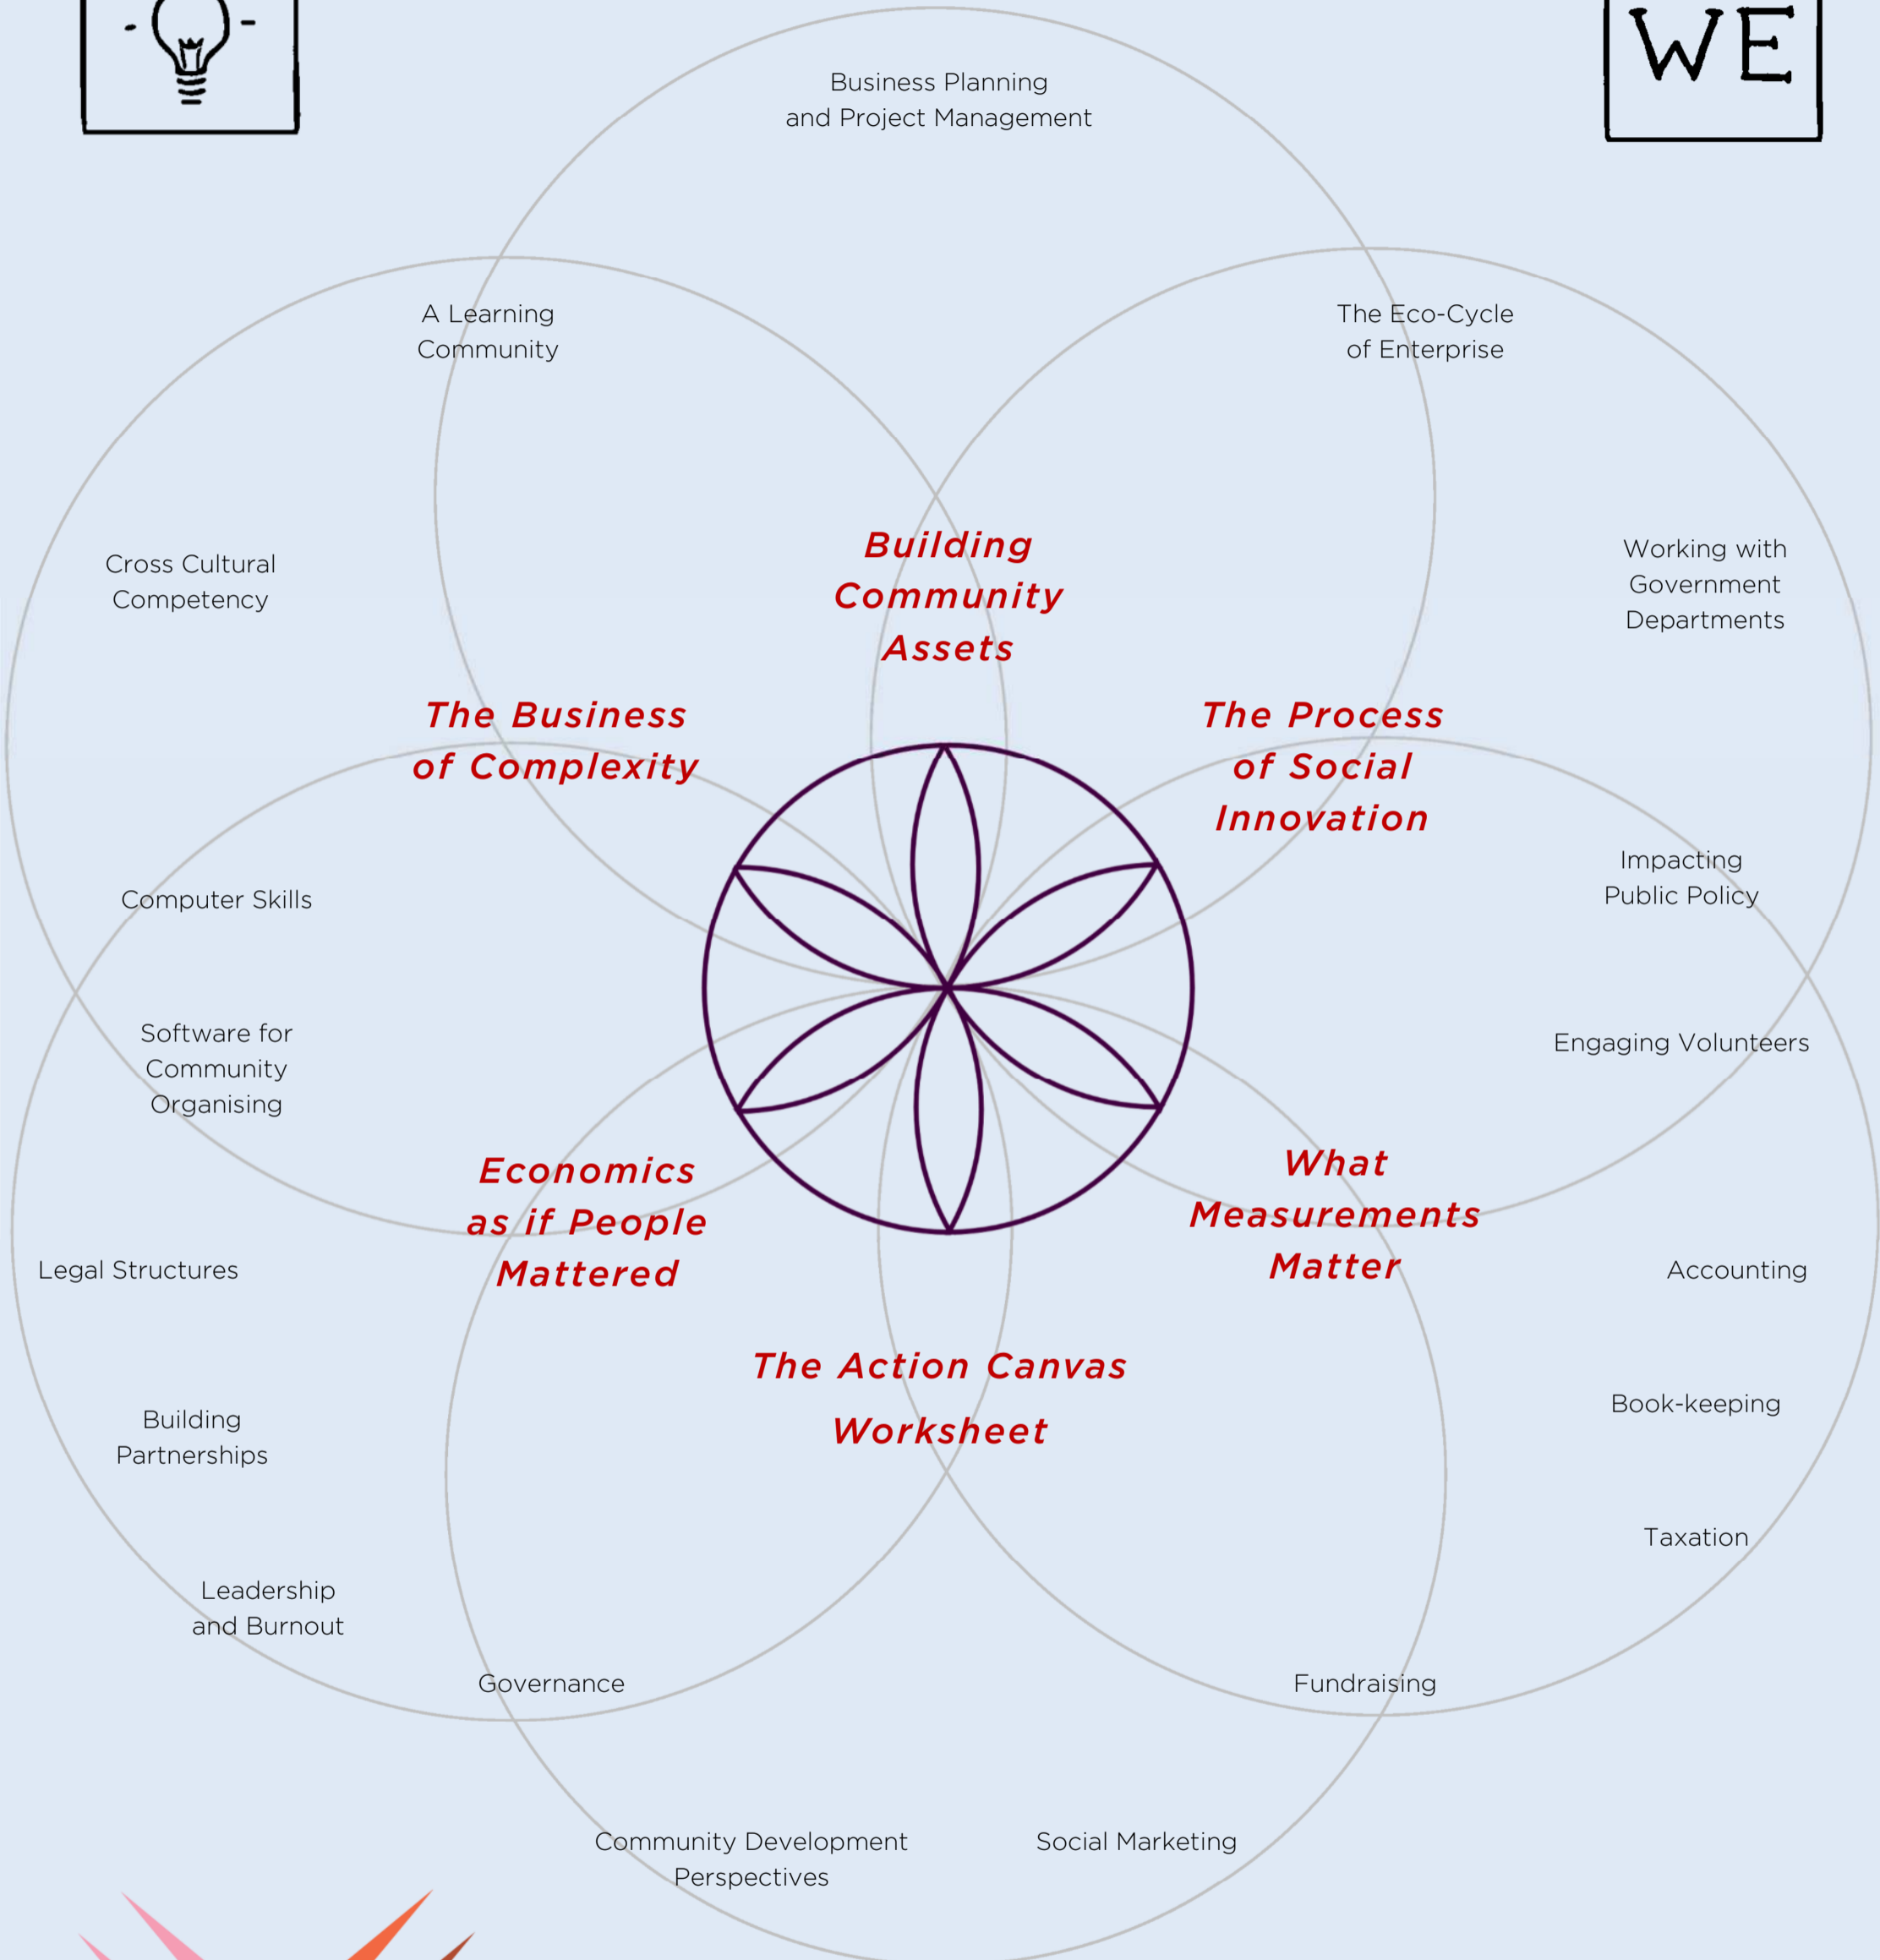 WE
Business Planning
and Project Management
A Learning
Community
The Eco-Cycle
of Enterprise
Cross Cultural
Competency
Building
Community
Assets
Working with
Government
Departments
The Business
of Complexity
The Process
of Social
Innovation
Computer Skills
Impacting
Public Policy
Software for
Community
Organising
Engaging Volunteers
Economics
as if People
Mattered
What
Measurements
Matter
Legal Structures
Accounting
The Action Canvas
Worksheet
Building
Partnerships
Book-keeping
Taxation
Leadership
and Burnout
Governance
Fundraising
Community Development
Perspectives
Social Marketing